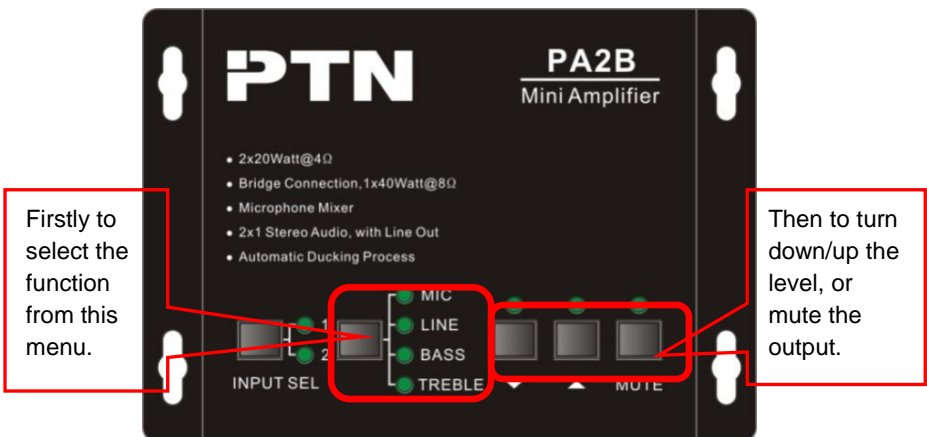 PTN
PA2B
Mini Amplifier
• 2x20Watt@4Ω
• Bridge Connection,1x40Watt@8Ω
• Microphone Mixer
• 2x1 Stereo Audio, with Line Out
• Automatic Ducking Process
Firstly to
select the
function
from this
menu.
1
2
INPUT SEL
MIC
LINE
BASS
TREBLE
MUTE
Then to turn
down/up the
level, or
mute the
output.